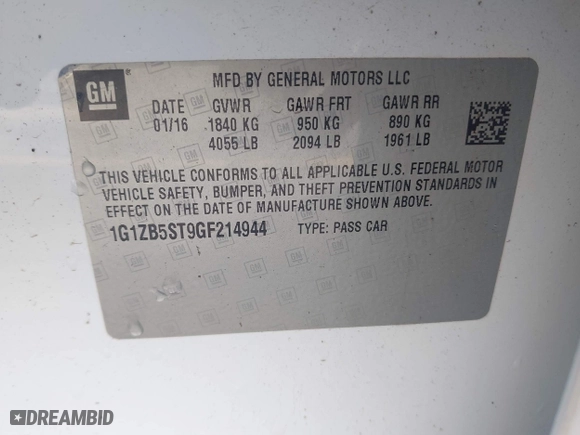 GM
MFD BY GENERAL MOTORS LLC
DATE GVWR GAWR FRT GAWR RR
01/16 1840 KG 950 KG 890 KG
4055 LB 2094 LB 1961 LB
THIS VEHICLE CONFORMS TO ALL APPLICABLE U.S. FEDERAL MOTOR
VEHICLE SAFETY, BUMPER, AND THEFT PREVENTION STANDARDS IN
EFFECT ON THE DATE OF MANUFACTURE SHOWN ABOVE.
1G1ZB5ST9GF214944 TYPE: PASS CAR
DREAMBID